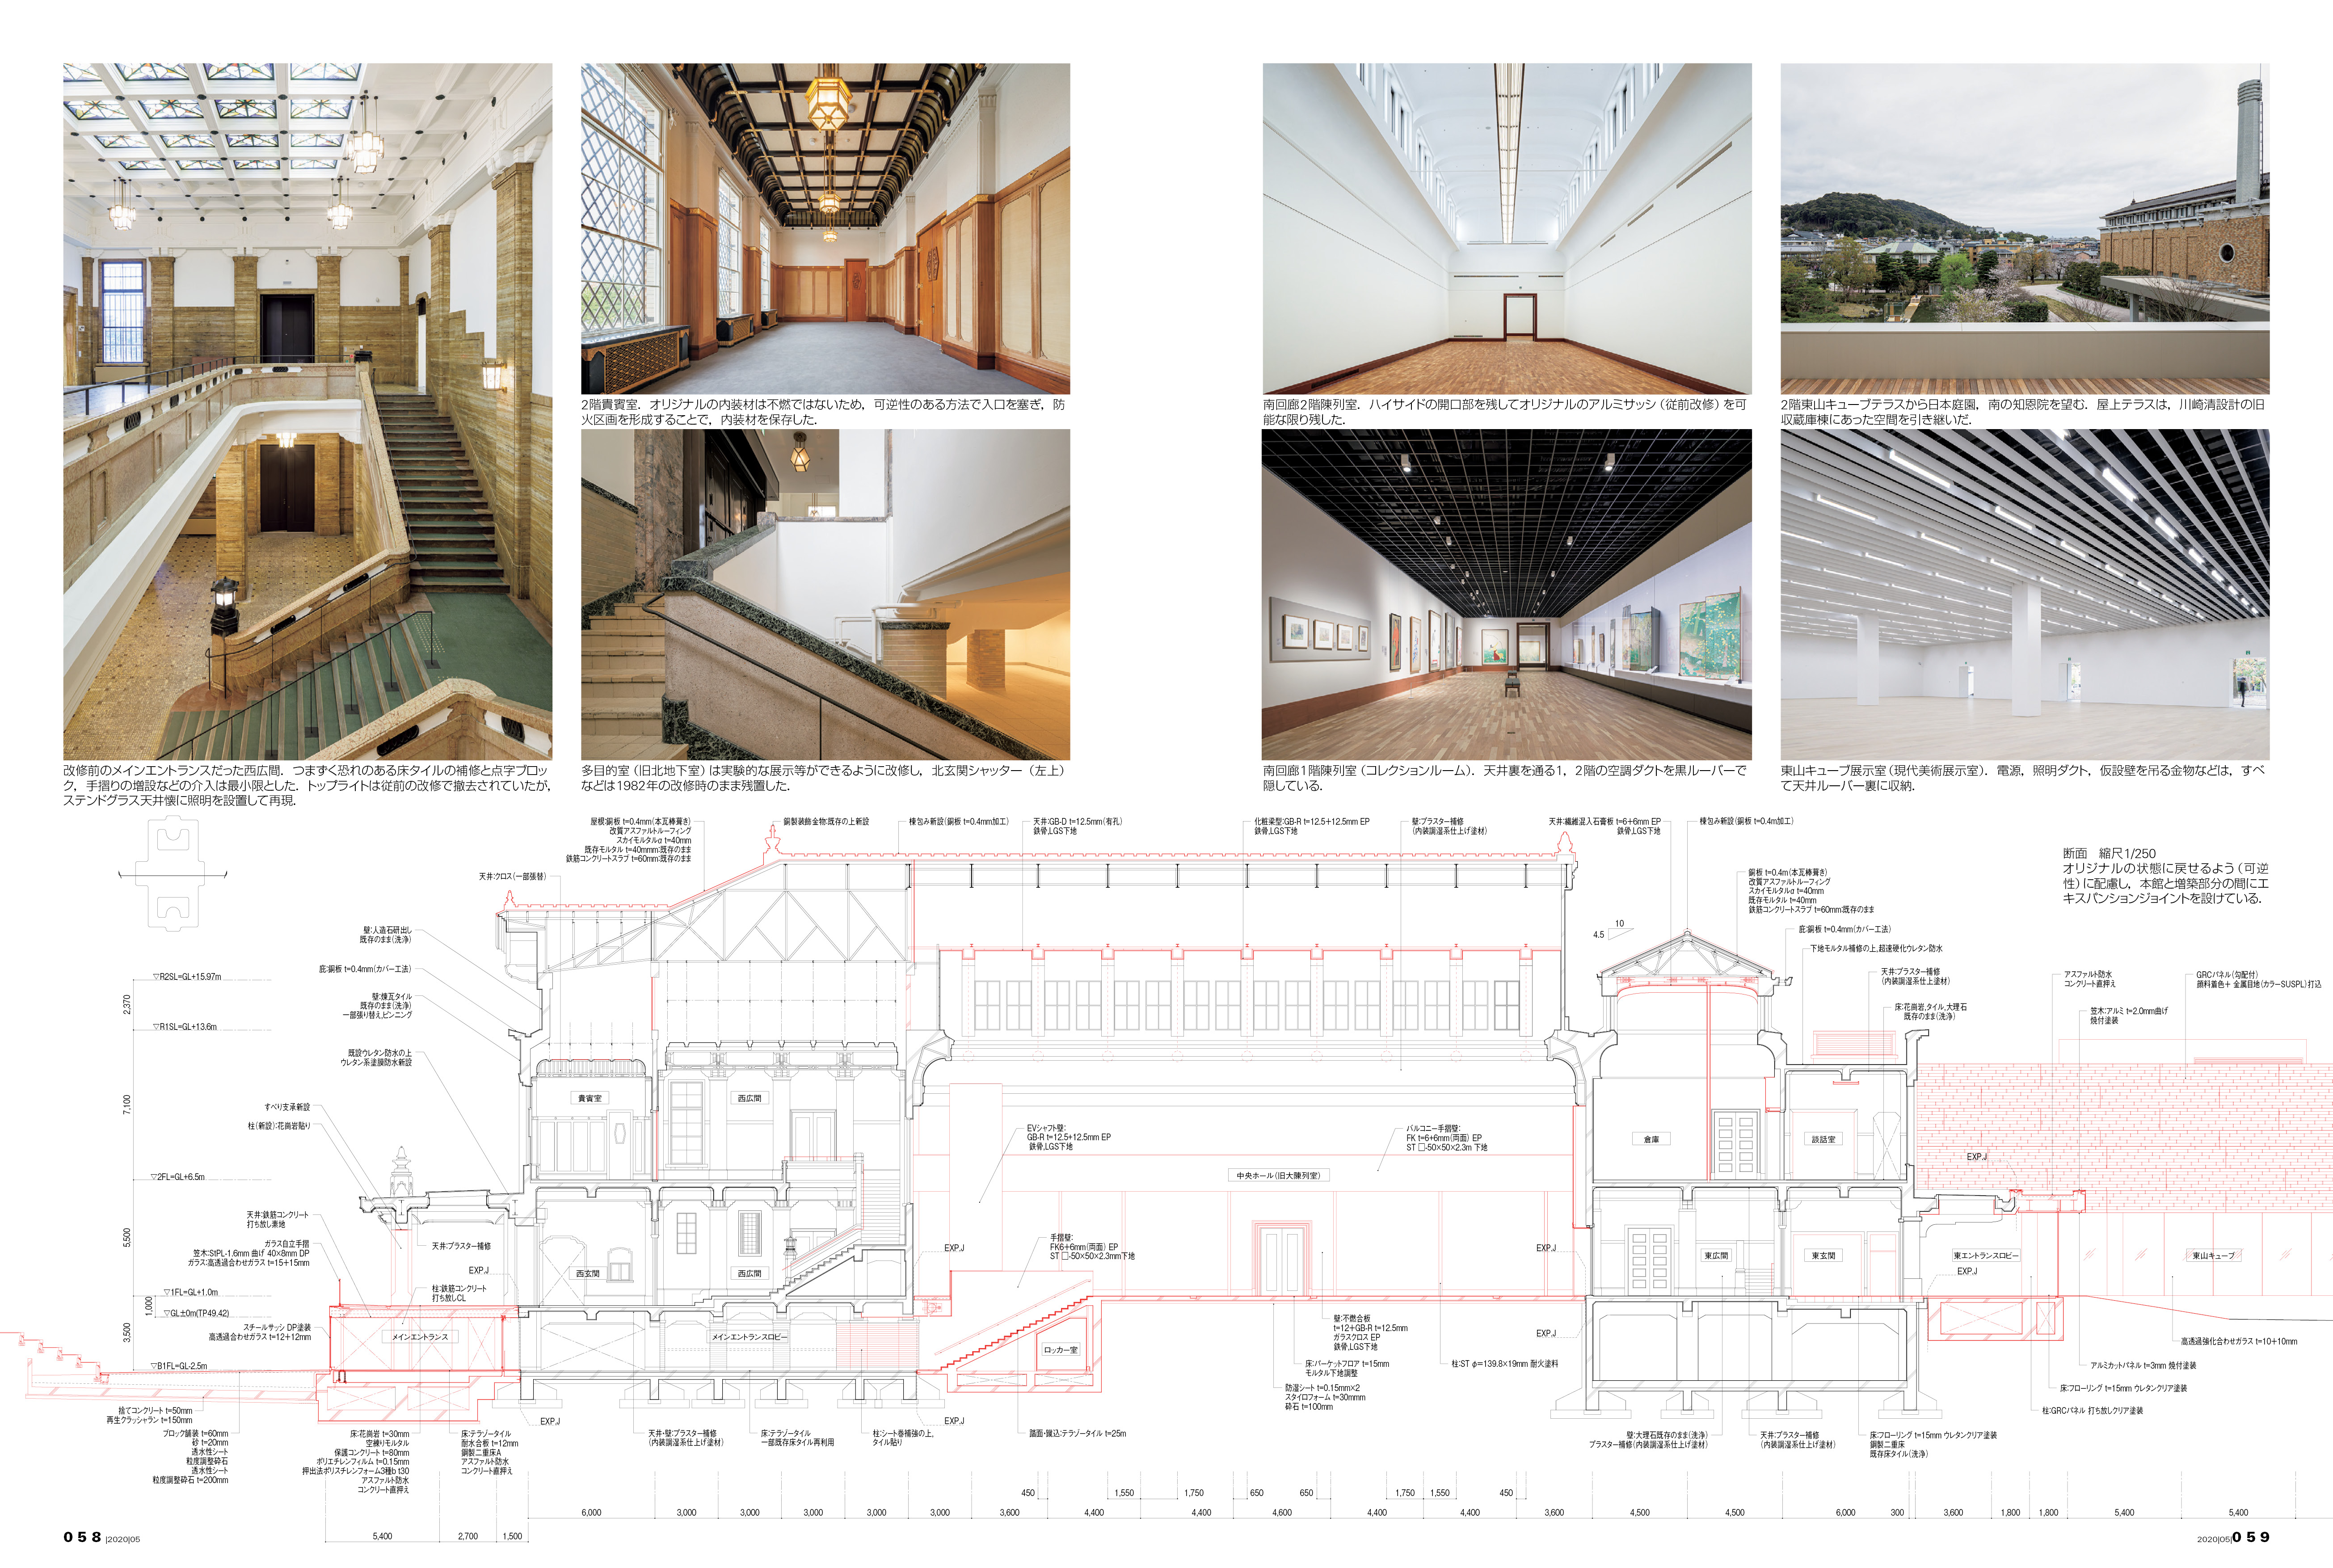 改修前のメインエントランスだった西広間．つまずく恐れのある床タイルの補修と点字ブロッ
ク，手摺りの増設などの介入は最小限とした．トップライトは従前の改修で撤去されていたが，
ステンドグラス天井懐に照明を設置して再現．
2階貴賓室．オリジナルの内装材は不燃ではないため，可逆性のある方法で入口を塞ぎ，防
火区画を形成することで，内装材を保存した．
多目的室（旧北地下室）は実験的な展示等ができるように改修し，北玄関シャッター（左上）
などは1982年の改修時のまま残置した．
南回廊2階陳列室．ハイサイドの開口部を残してオリジナルのアルミサッシ（従前改修）を可
能な限り残した．
南回廊1階陳列室（コレクションルーム）．天井裏を通る1，2階の空調ダクトを黒ルーバーで
隠している．
2階東山キューブテラスから日本庭園，南の知恩院を望む．屋上テラスは，川崎清設計の旧
収蔵庫棟にあった空間を引き継いだ．
東山キューブ展示室（現代美術展示室）．電源，照明ダクト，仮設壁を吊る金物などは，すべ
て天井ルーバー裏に収納．
断面　縮尺1/250
オリジナルの状態に戻せるよう（可逆
性）に配慮し，本館と増築部分の間にエ
キスパンションジョイントを設けている．
屋根:銅板 t=0.4mm（本瓦棒葺き）
改質アスファルトルーフィング
スカイモルタルα t=40mm
既存モルタル t=40mmm:既存のまま
鉄筋コンクリートスラブ t=60mm:既存のまま
銅製装飾金物:既存の上新設
棟包み新設（銅板 t=0.4mm加工）
天井:GB-D t=12.5mm（有孔）
鉄骨,LGS下地
化粧梁型:GB-R t=12.5+12.5mm EP
鉄骨,LGS下地
壁:プラスター補修
（内装調湿系仕上げ塗材）
天井:繊維混入石膏板 t=6+6mm EP
鉄骨,LGS下地
棟包み新設（銅板 t=0.4m加工）
天井:クロス（一部張替）
銅板 t=0.4m（本瓦棒葺き）
改質アスファルトルーフィング
スカイモルタルα t=40mm
既存モルタル t=40mm
鉄筋コンクリートスラブ t=60mm:既存のまま
10
4.5
庇:銅板 t=0.4mm（カバー工法）
下地モルタル補修の上,超速硬化ウレタン防水
天井:プラスター補修
（内装調湿系仕上塗材）
床:花崗岩,タイル,大理石
既存のまま（洗浄）
アスファルト防水
コンクリート直押え
GRCパネル（勾配付）
顔料着色＋金属目地（カラーSUSPL）打込
笠木:アルミ t=2.0mm曲げ
焼付塗装
壁:人造石研出し
既存のまま（洗浄）
庇:銅板 t=0.4mm（カバー工法）
壁:煉瓦タイル
既存のまま（洗浄）
一部張り替え,ピンニング
既設ウレタン防水の上
ウレタン系塗膜防水新設
すべり支承新設
柱（新設）:花崗岩貼り
▽R2SL=GL+15.97m
2,370
▽R1SL=GL+13.6m
7,100
▽2FL=GL+6.5m
5,500
▽1FL=GL+1.0m
1,000
▽GL±0m(TP49.42)
3,500
▽B1FL=GL-2.5m
天井:鉄筋コンクリート
打ち放し素地
ガラス自立手摺
笠木:StPL-1.6mm 曲げ 40×8mm DP
ガラス:高透過合わせガラス t=15+15mm
スチールサッシ DP塗装
高透過合わせガラス t=12+12mm
天井:プラスター補修
EXP.J
柱:鉄筋コンクリート
打ち放しCL
貴賓室
西広間
西玄関
西広間
メインエントランス
メインエントランスロビー
ロッカー室
EVシャフト壁:
GB-R t=12.5+12.5mm EP
鉄骨,LGS下地
バルコニー手摺壁:
FK t=6+6mm（両面） EP
ST □-50×50×2.3m 下地
中央ホール（旧大陳列室）
手摺壁:
FK6+6mm（両面） EP
ST □-50×50×2.3mm下地
EXP.J
EXP.J
EXP.J
倉庫
談話室
東広間
東玄関
EXP.J
東エントランスロビー
EXP.J
東山キューブ
壁:不燃合板
t=12+GB-R t=12.5mm
ガラスクロス EP
鉄骨,LGS下地
床:パーケットフロア t=15mm
モルタル下地調整
柱:ST φ=139.8×19mm 耐火塗料
防湿シート t=0.15mm×2
スタイロフォーム t=30mmm
砕石 t=100mm
高透過強化合わせガラス t=10+10mm
アルミカットパネル t=3mm 焼付塗装
床:フローリング t=15mm ウレタンクリア塗装
柱:GRCパネル 打ち放しクリア塗装
捨てコンクリート t=50mm
再生クラッシャラン t=150mm
ブロック舗装 t=60mm
砂 t=20mm
透水性シート
粒度調整砕石
透水性シート
粒度調整砕石 t=200mm
床:花崗岩 t=30mm
空練りモルタル
保護コンクリート t=80mm
ポリエチレンフィルム t=0.15mm
押出法ポリスチレンフォーム3種b t30
アスファルト防水
コンクリート直押え
床:テラゾータイル
耐水合板 t=12mm
鋼製二重床A
アスファルト防水
コンクリート直押え
EXP.J
天井・壁:プラスター補修
（内装調湿系仕上げ塗材）
床:テラゾータイル
一部既存床タイル再利用
柱:シート巻補強の上,
タイル貼り
EXP.J
踏面・蹴込:テラゾータイル t=25m
壁:大理石既存のまま（洗浄）
プラスター補修（内装調湿系仕上げ塗材）
天井:プラスター補修
（内装調湿系仕上げ塗材）
床:フローリング t=15mm ウレタンクリア塗装
鋼製二重床
既存床タイル（洗浄）
450 1,550 1,750 650 650 1,750 1,550 450
6,000 3,000 3,000 3,000 3,000 3,000 3,600 4,400 4,400 4,600 4,400 4,400 3,600 4,500 4,500 6,000 300 3,600 1,800 1,800 5,400 5,400
5,400 2,700 1,500
058 |2020|05
2020|05|059